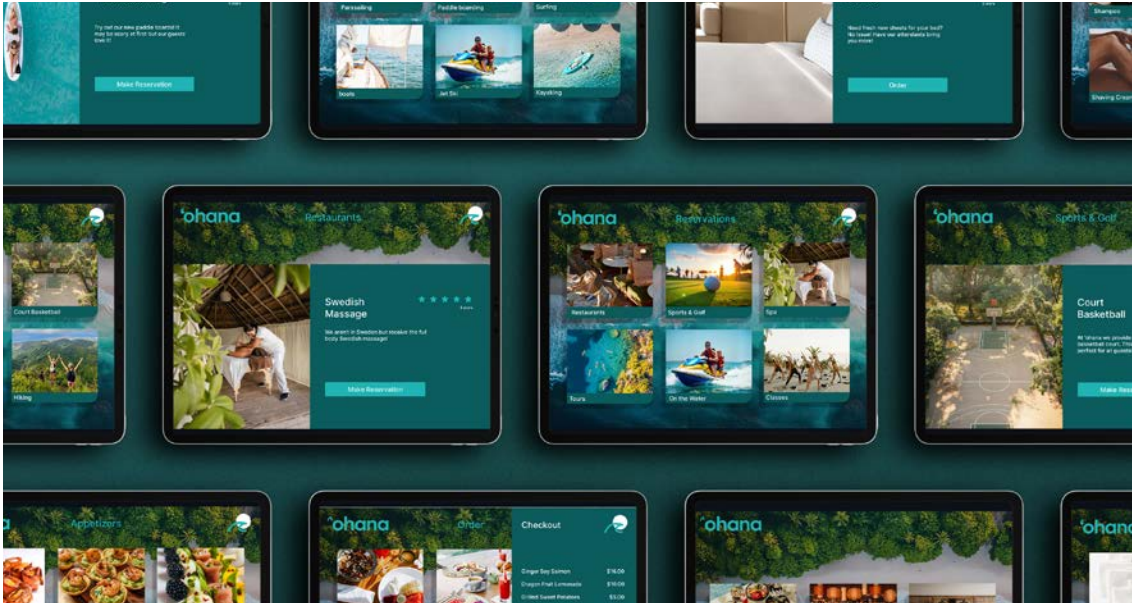 Try out our new paddle boards! It
may be scary at first but our guests
love it!
Make Reservation
Parasailing
Paddle boarding
Surfing
boats
Jet Ski
Kayaking
Need fresh new sheets for your bed?
No issue! Have our attendants bring
you more!
Order
Shampoo
Shaving Cream
Court Basketball
Hiking
'ohana
Restaurants
Swedish
Massage
We aren't in Sweden but receive the full
body Swedish massage!
Make Reservation
'ohana
Reservations
Restaurants
Sports & Golf
Spa
Tours
On the Water
Classes
'ohana
Sports & Golf
Court
Basketball
At 'ohana we provide
basketball court. This
perfect for all guests
Make Res
Appetizers
'ohana
Order
Checkout
Ginger Soy Salmon
$16.00
Dragon Fruit Lemonade
$10.00
Grilled Sweet Potatoes
$5.00
'ohana
'ohana